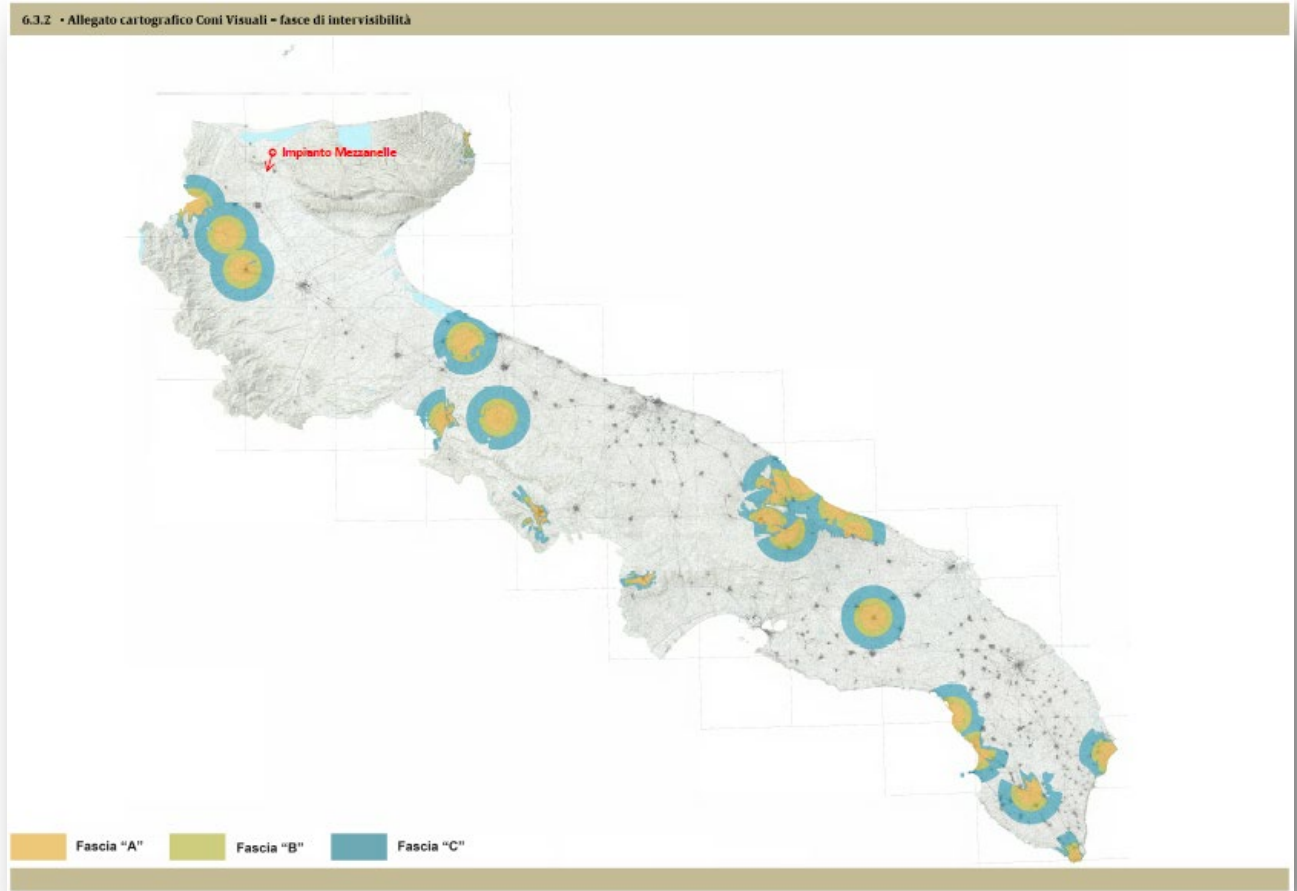 6.3.2 • Allegato cartografico Coni Visuali – fasce di intervisibilità
Impianto Mezzanelle
Fascia "A"
Fascia "B"
Fascia "C"